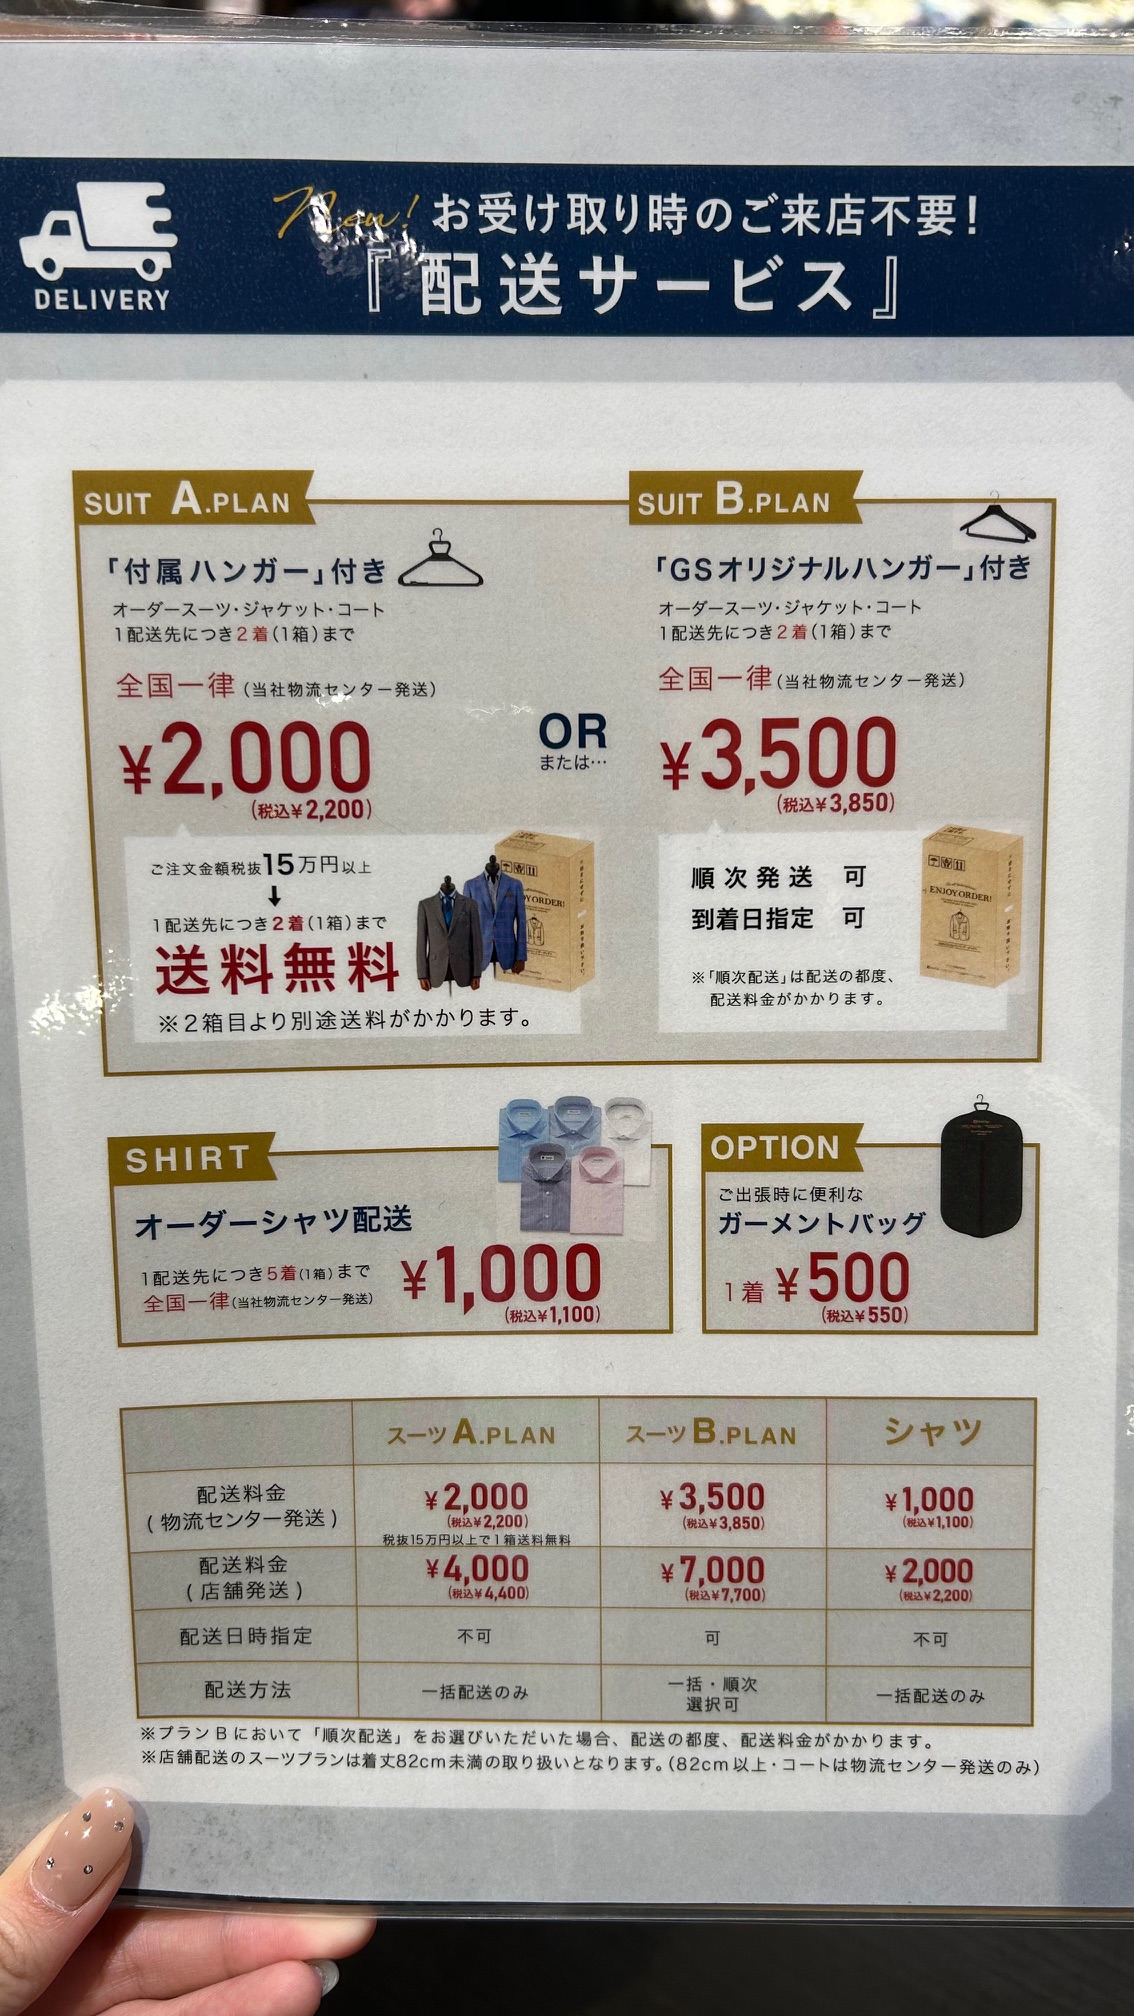 New! お受け取り時のご来店不要！
『配送サービス』
DELIVERY
SUIT A.PLAN
「付属ハンガー」付き
オーダースーツ・ジャケット・コート
1配送先につき2着(1箱)まで
全国一律(当社物流センター発送)
¥2,000
(税込¥2,200)
ご注文金額税抜15万円以上
1配送先につき2着(1箱)まで
送料無料
※2箱目より別途送料がかかります。
OR
または…
SUIT B.PLAN
「GSオリジナルハンガー」付き
オーダースーツ・ジャケット・コート
1配送先につき2着(1箱)まで
全国一律(当社物流センター発送)
¥3,500
(税込¥3,850)
順次発送 可
到着日指定 可
※「順次配送」は配送の都度、
配送料金がかかります。
ENJOY ORDER!
SHIRT
オーダーシャツ配送
1配送先につき5着(1箱)まで
全国一律(当社物流センター発送)
¥1,000
(税込¥1,100)
OPTION
ご出張時に便利な
ガーメントバッグ
1着 ¥500
(税込¥550)
スーツA.PLAN スーツB.PLAN シャツ
配送料金
(物流センター発送)
¥2,000 ¥3,500 ¥1,000
(税込¥2,200) (税込¥3,850) (税込¥1,100)
税抜15万円以上で1箱送料無料
配送料金
(店舗発送)
¥4,000 ¥7,000 ¥2,000
(税込¥4,400) (税込¥7,700) (税込¥2,200)
配送日時指定 不可 可 不可
配送方法 一括配送のみ 一括・順次
選択可 一括配送のみ
※プランBにおいて「順次配送」をお選びいただいた場合、配送の都度、配送料金がかかります。
※店舗配送のスーツプランは着丈82cm未満の取り扱いとなります。(82cm以上・コートは物流センター発送のみ)